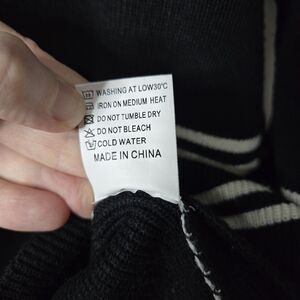 WASHING AT LOW30°C
IRON ON MEDIUM HEAT
DO NOT TUMBLE DRY
DO NOT BLEACH
COLD WATER
MADE IN CHINA